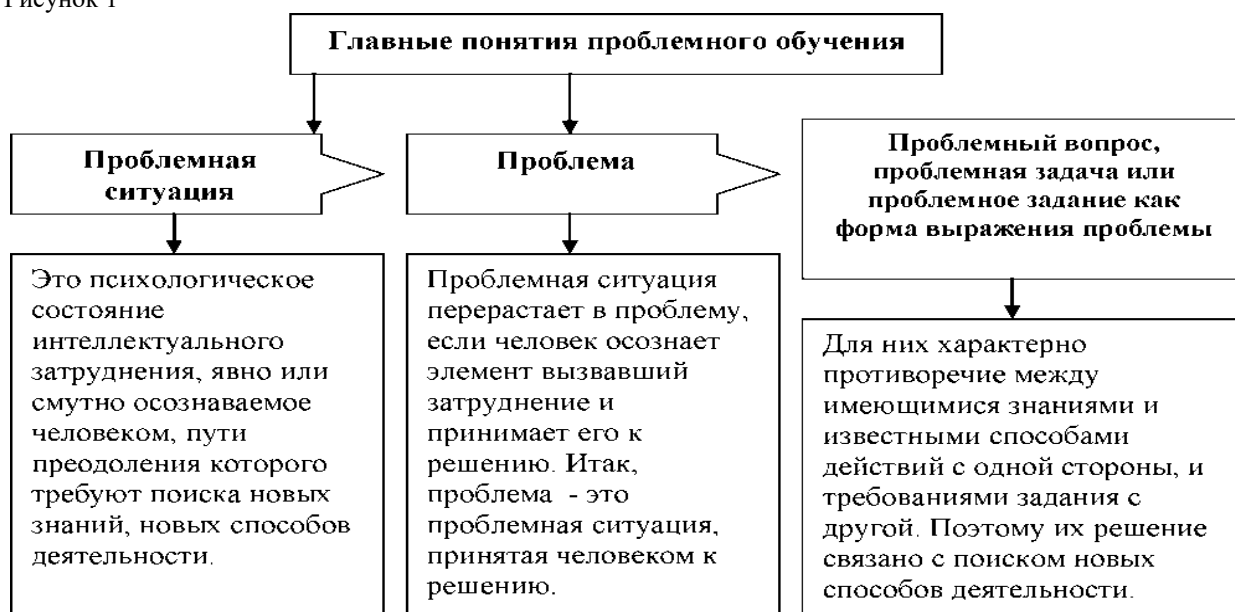 Рисунок 1
Главные понятия проблемного обучения
Проблемная
ситуация
Проблема
Проблемный вопрос,
проблемная задача или
проблемное задание как
форма выражения проблемы
Это психологическое
состояние
интеллектуального
затруднения, явно или
смутно осознаваемое
человеком, пути
преодоления которого
требуют поиска новых
знаний, новых способов
деятельности.
Проблемная ситуация
перерастает в проблему,
если человек осознает
элемент вызвавший
затруднение и
принимает его к
решению. Итак,
проблема - это
проблемная ситуация,
принятая человеком к
решению.
Для них характерно
противоречие между
имеющимися знаниями и
известными способами
действий с одной стороны, и
требованиями задания с
другой. Поэтому их решение
связано с поиском новых
способов деятельности.